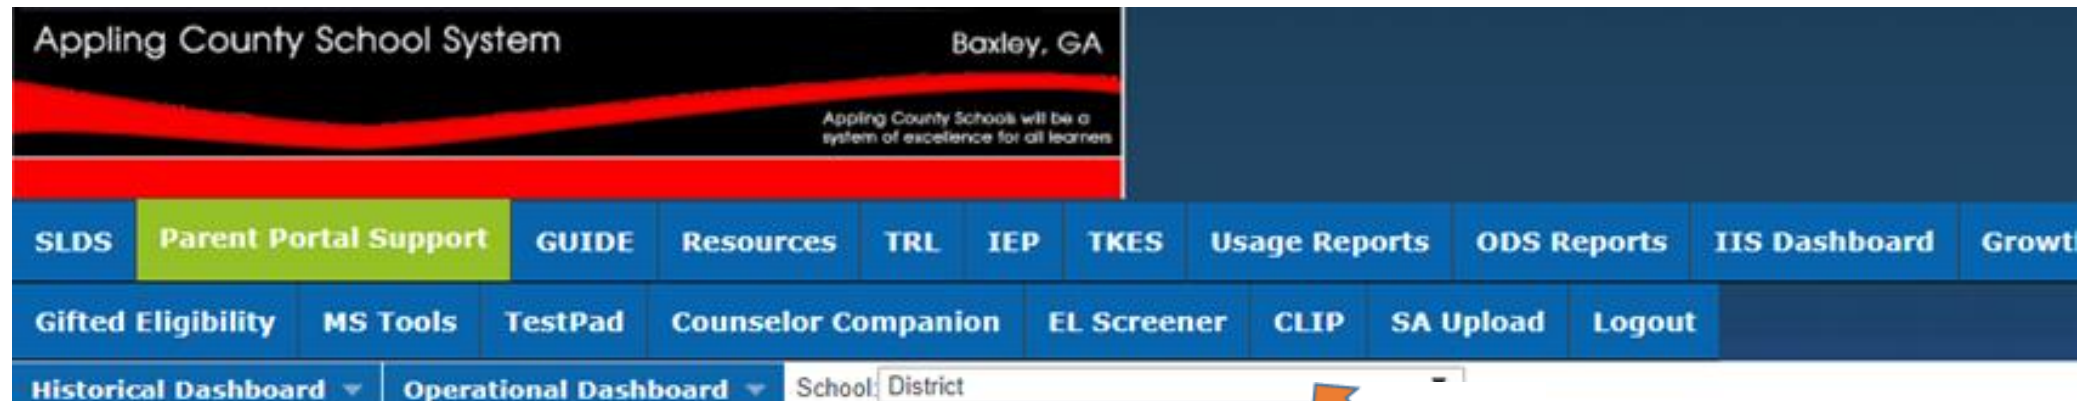 Appling County School System Baxley, GA
Appling County Schools will be a
system of excellence for all learners
SLDS Parent Portal Support GUIDE Resources TRL IEP TKES Usage Reports ODS Reports IIS Dashboard Growt
Gifted Eligibility MS Tools TestPad Counselor Companion EL Screener CLIP SA Upload Logout
Historical Dashboard Operational Dashboard School: District